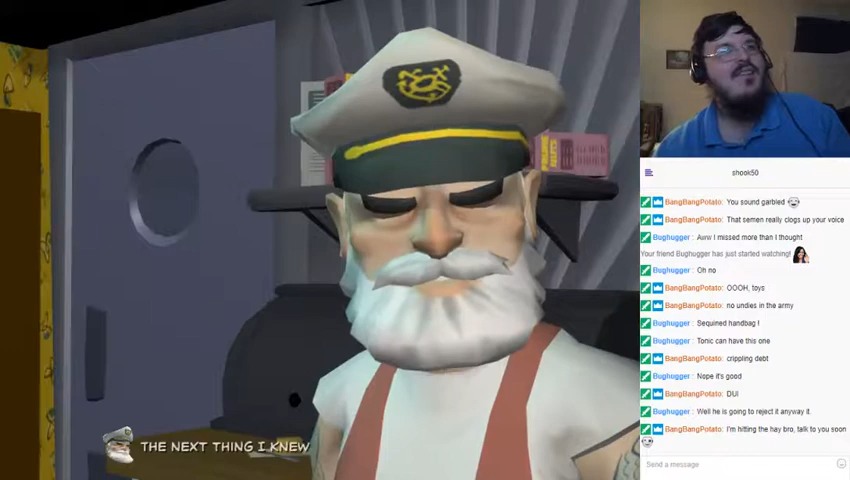 THE NEXT THING I KNEW
shook50
BangBangPotato: You sound garbled
BangBangPotato: That semen really clogs up your voice
Bughugger : Aww I missed more than I thought
Your friend Bughugger has just started watching!
Bughugger : Oh no
BangBangPotato: OOOH, toys
BangBangPotato: no undies in the army
Bughugger : Sequined handbag !
Bughugger : Tonic can have this one
BangBangPotato: crippling debt
Bughugger : Nope it's good
BangBangPotato: DUI
Bughugger : Well he is going to reject it anyway it.
BangBangPotato: I'm hitting the hay bro, talk to you soon
Send a message